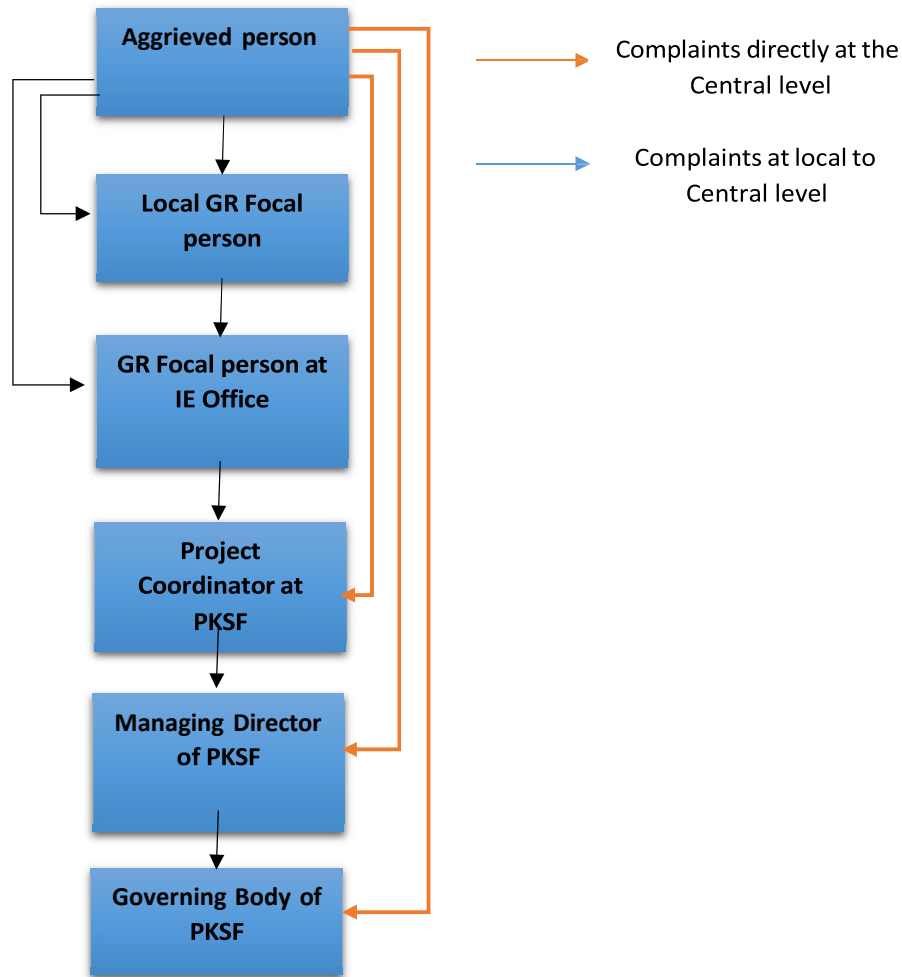 Aggrieved person
Complaints directly at the
Central level
Complaints at local to
Central level
Local GR Focal
person
GR Focal person at
IE Office
Project
Coordinator at
PKSF
Managing Director
of PKSF
Governing Body of
PKSF